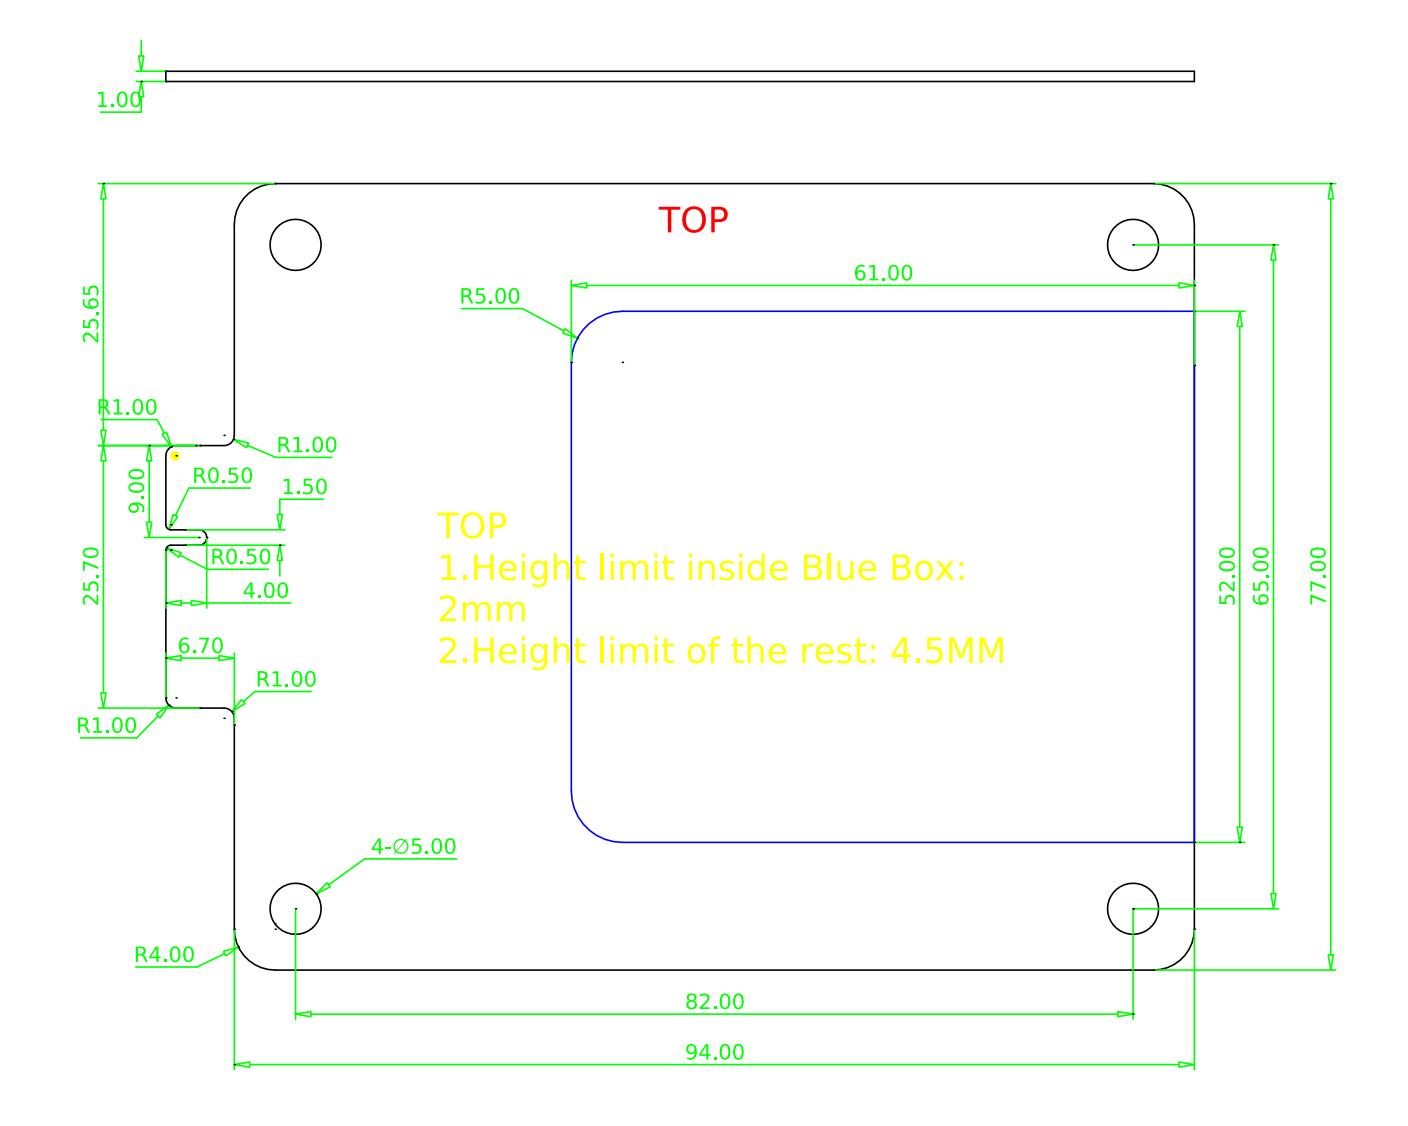 1.00
TOP
61.00
R5.00
25.65
R1.00
R1.00
R0.50
1.50
9.00
TOP
1.Height limit inside Blue Box:
2mm
2.Height limit of the rest: 4.5MM
R0.50
25.70
4.00
52.00
65.00
77.00
6.70
R1.00
R1.00
4-∅5.00
R4.00
82.00
94.00